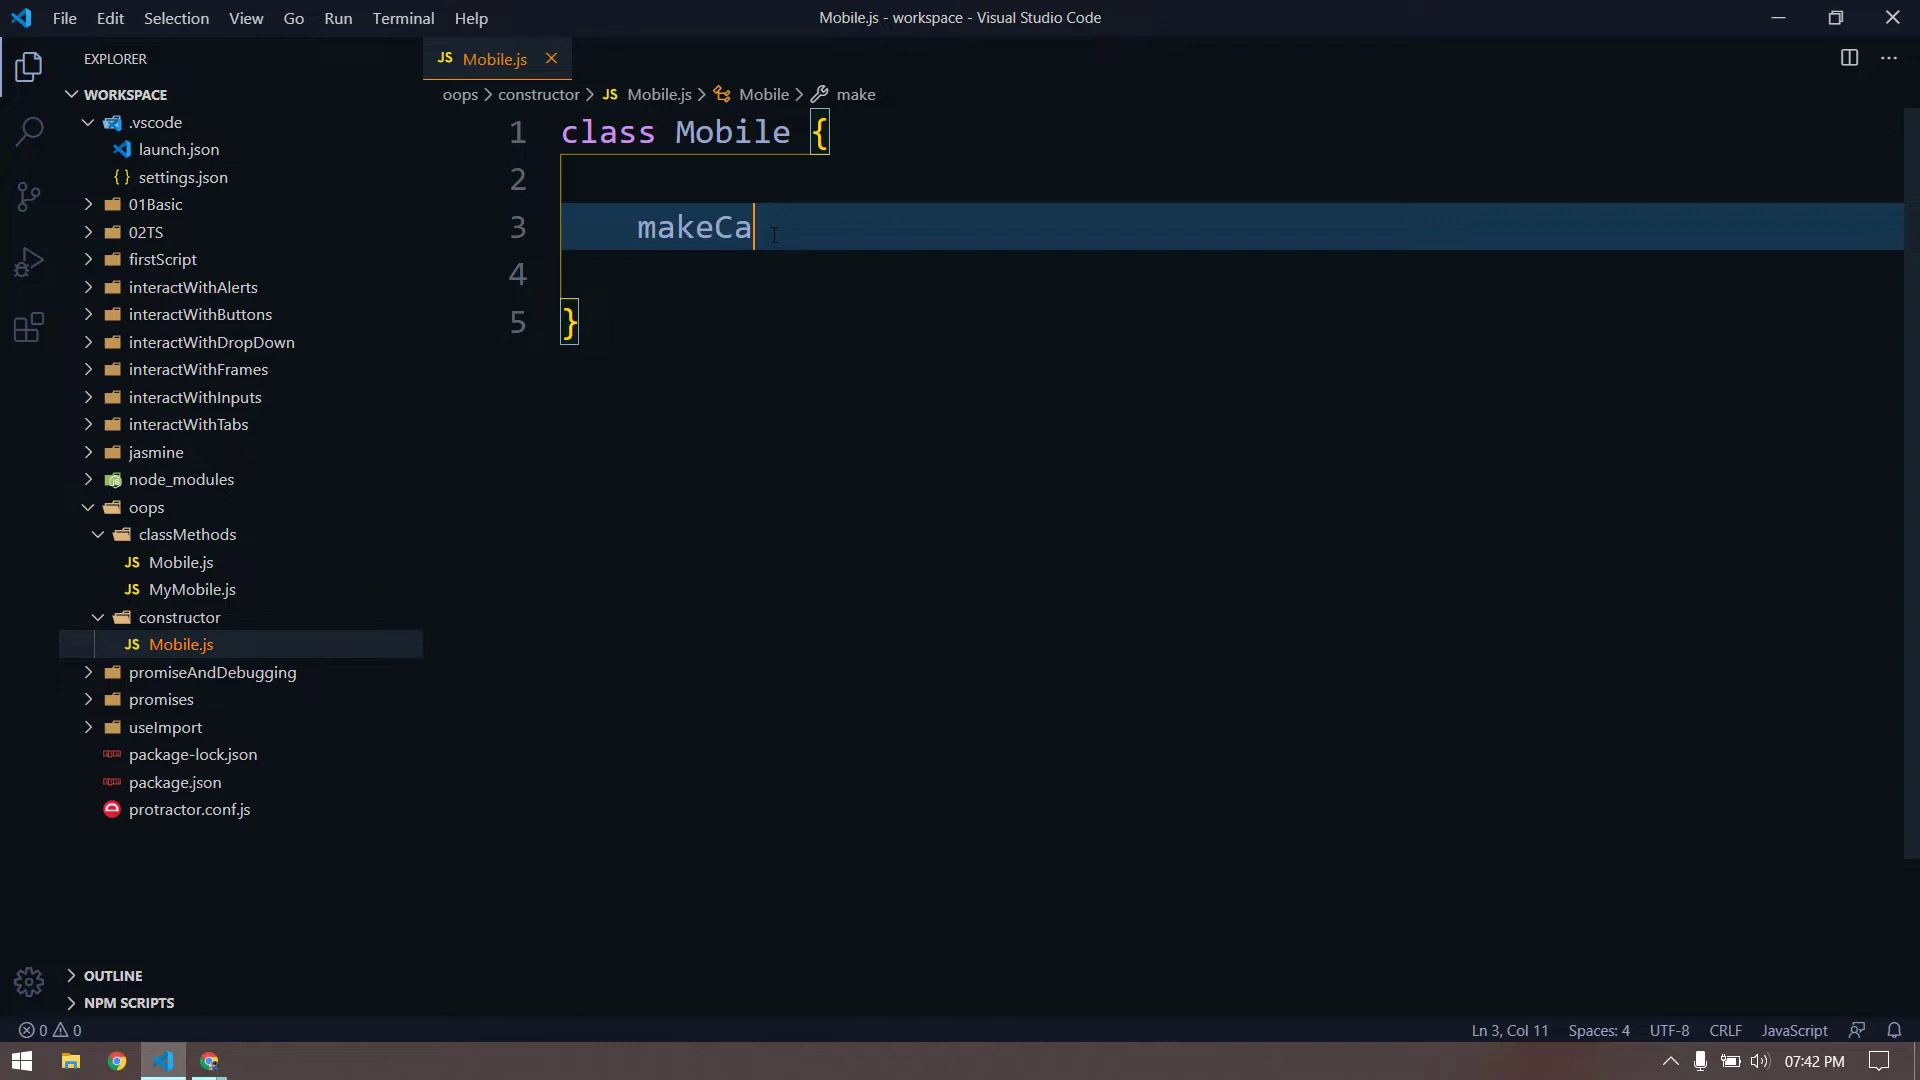 File Edit Selection View Go Run Terminal Help
Mobile.js - workspace - Visual Studio Code
EXPLORER
JS Mobile.js
WORKSPACE
oops > constructor > JS Mobile.js > Mobile > make
.vscode
launch.json
{} settings.json
01Basic
02TS
firstScript
interactWithAlerts
interactWithButtons
interactWithDropDown
interactWithFrames
interactWithInputs
interactWithTabs
jasmine
node_modules
oops
classMethods
JS Mobile.js
JS MyMobile.js
constructor
JS Mobile.js
promiseAndDebugging
promises
useImport
package-lock.json
package.json
protractor.conf.js
OUTLINE
NPM SCRIPTS
1 class Mobile {
2
3 makeCa
4
5 }
0 0
Ln 3, Col 11 Spaces: 4 UTF-8 CRLF JavaScript
07:42 PM